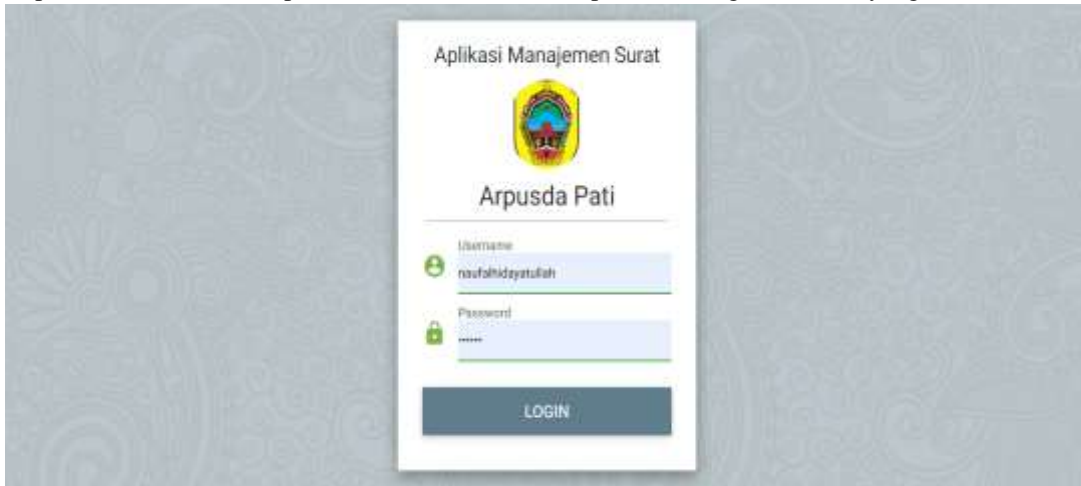 Aplikasi Manajemen Surat
Arpusda Pati
Username
naufalhidayatullah
Password
LOGIN